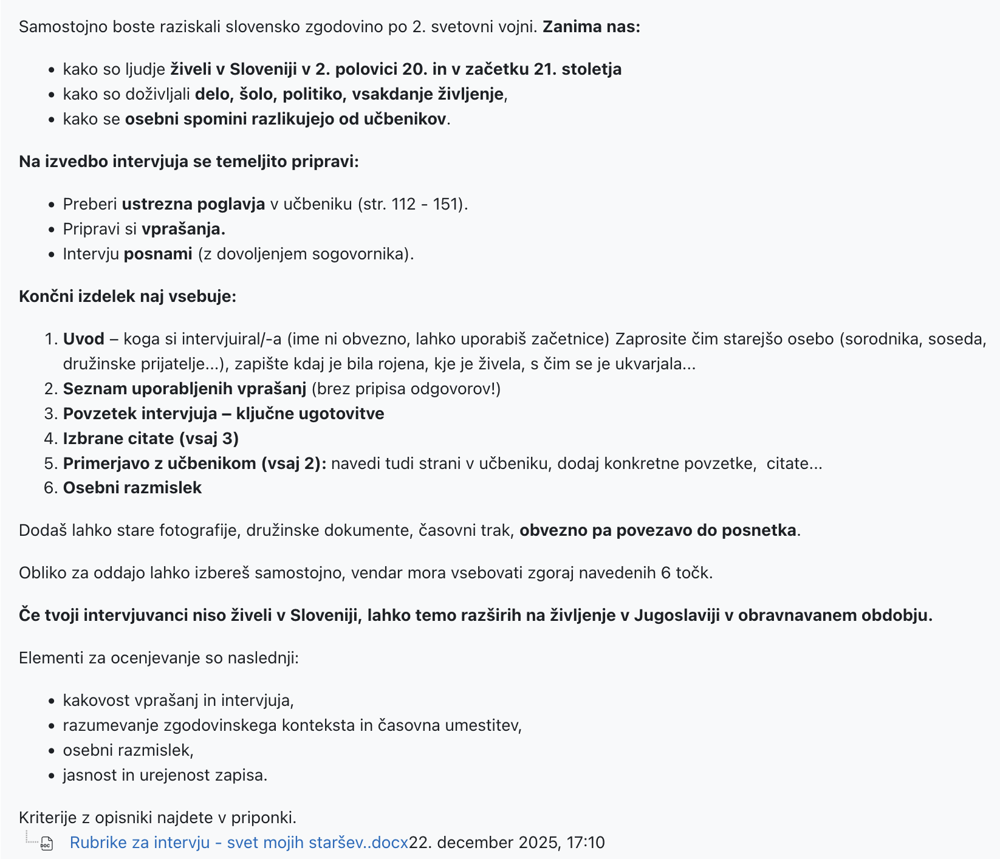 Samostojno boste raziskali slovensko zgodovino po 2. svetovni vojni. Zanima nas:
• kako so ljudje živeli v Sloveniji v 2. polovici 20. in v začetku 21. stoletja
• kako so doživljali delo, šolo, politiko, vsakdanje življenje,
• kako se osebni spomini razlikujejo od učbenikov.
Na izvedbo intervjuja se temeljito pripravi:
• Preberi ustrezna poglavja v učbeniku (str. 112 - 151).
• Pripravi si vprašanja.
• Intervju posnami (z dovoljenjem sogovornika).
Končni izdelek naj vsebuje:
1. Uvod – koga si intervjuiral/-a (ime ni obvezno, lahko uporabiš začetnice) Zaprosite čim starejšo osebo (sorodnika, soseda,
družinske prijatelje...), zapište kdaj je bila rojena, kje je živela, s čim se je ukvarjala...
2. Seznam uporabljenih vprašanj (brez pripisa odgovorov!)
3. Povzetek intervjuja – ključne ugotovitve
4. Izbrane citate (vsaj 3)
5. Primerjavo z učbenikom (vsaj 2): navedi tudi strani v učbeniku, dodaj konkretne povzetke,  citate...
6. Osebni razmislek
Dodaš lahko stare fotografije, družinske dokumente, časovni trak, obvezno pa povezavo do posnetka.
Obliko za oddajo lahko izbereš samostojno, vendar mora vsebovati zgoraj navedenih 6 točk.
Če tvoji intervjuvanci niso živeli v Sloveniji, lahko temo razširih na življenje v Jugoslaviji v obravnavanem obdobju.
Elementi za ocenjevanje so naslednji:
• kakovost vprašanj in intervjuja,
• razumevanje zgodovinskega konteksta in časovna umestitev,
• osebni razmislek,
• jasnost in urejenost zapisa.
Kriterije z opisniki najdete v priponki.
DOC Rubrike za intervju - svet mojih staršev..docx22. december 2025, 17:10